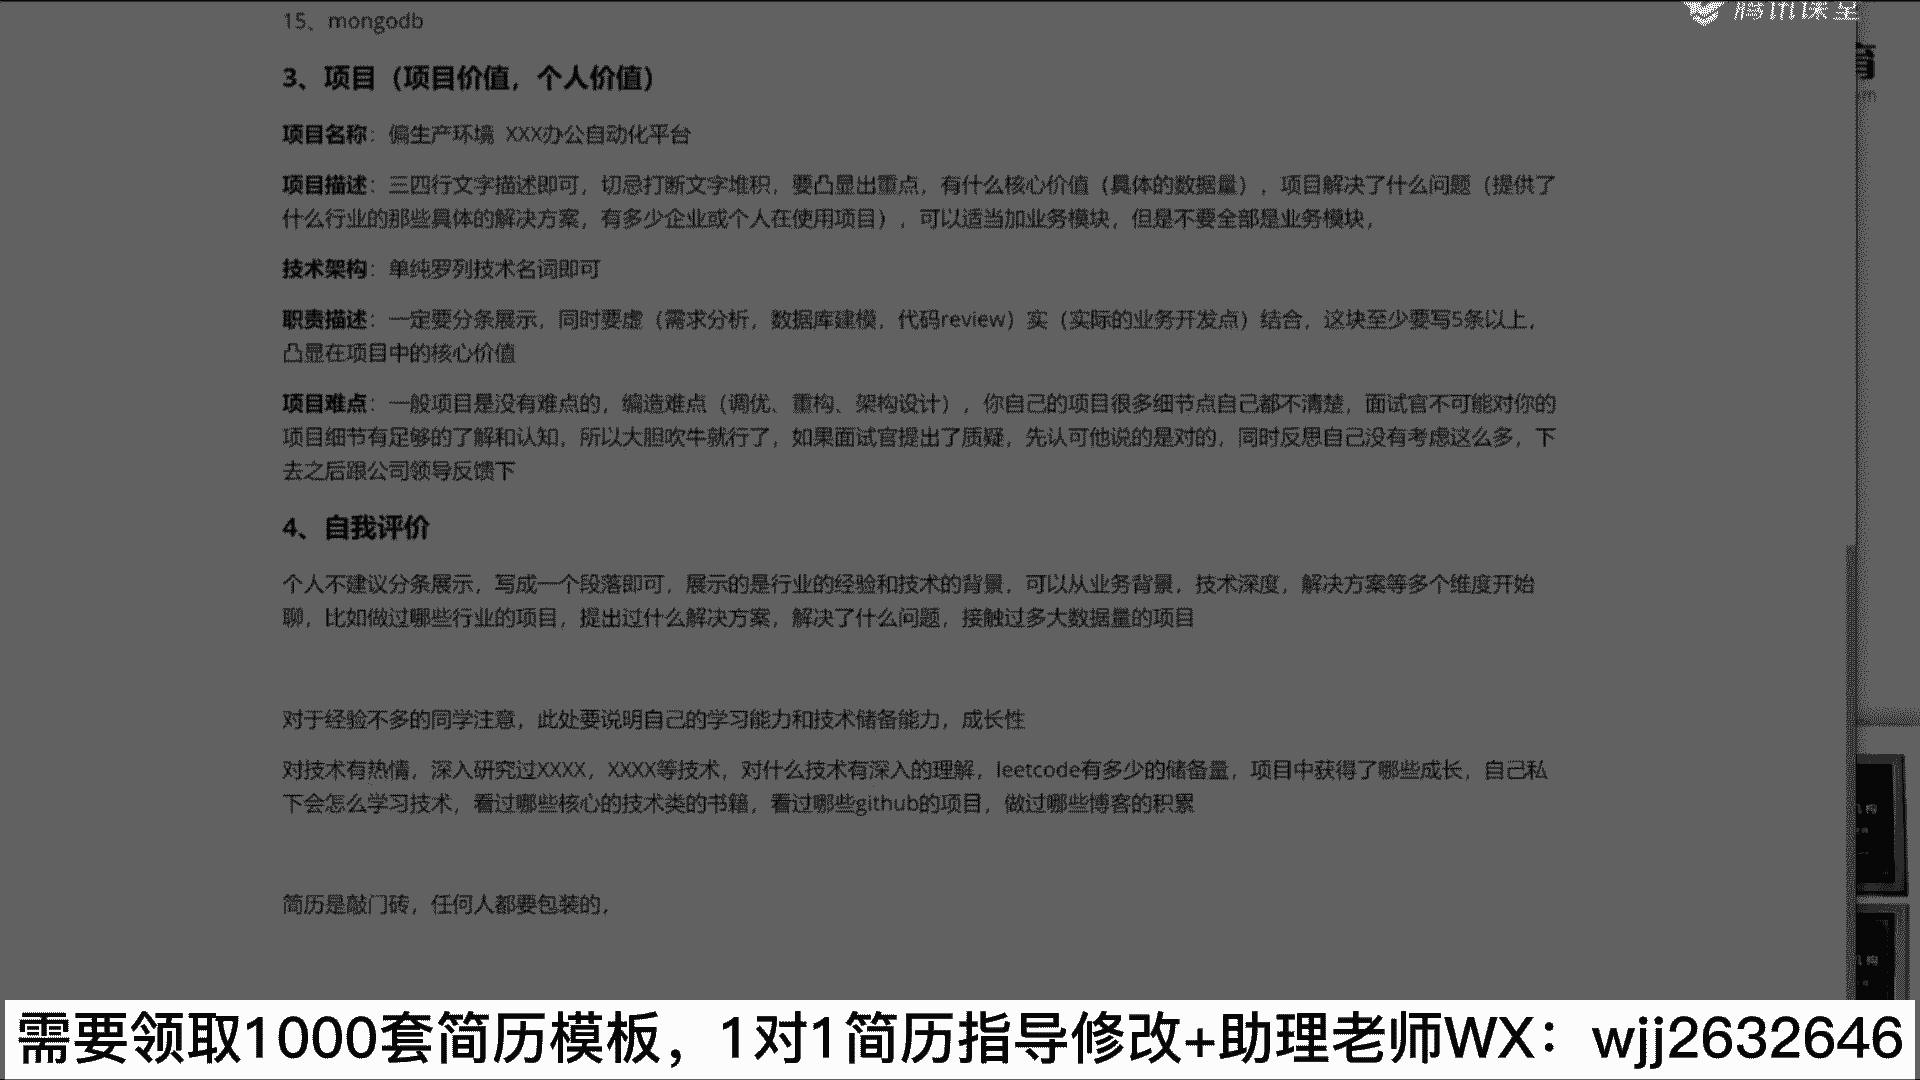 腾讯课堂
15、mongodb
3、项目（项目价值，个人价值）
项目名称：偏生产环境 XXX办公自动化平台
项目描述：三四行文字描述即可，切忌打断文字堆积，要凸显出重点，有什么核心价值（具体的数据量），项目解决了什么问题（提供了
什么行业的那些具体的解决方案，有多少企业或个人在使用项目），可以适当加业务模块，但是不要全部是业务模块，
技术架构：单纯罗列技术名词即可
职责描述：一定要分条展示，同时要虚（需求分析，数据库建模，代码review）实（实际的业务开发点）结合，这块至少要写5条以上，
凸显在项目中的核心价值
项目难点：一般项目是没有难点的，编造难点（调优、重构、架构设计），你自己的项目很多细节点自己都不清楚，面试官不可能对你的
项目细节有足够的了解和认知，所以大胆吹牛就行了，如果面试官提出了质疑，先认可他说的是对的，同时反思自己没有考虑这么多，下
去之后跟公司领导反馈下
4、自我评价
个人不建议分条展示，写成一个段落即可，展示的是行业的经验和技术的背景，可以从业务背景，技术深度，解决方案等多个维度开始
聊，比如做过哪些行业的项目，提出过什么解决方案，解决了什么问题，接触过多大数据量的项目
对于经验不多的同学注意，此处要说明自己的学习能力和技术储备能力，成长性
对技术有热情，深入研究过XXXX，XXXX等技术，对什么技术有深入的理解，leetcode有多少的储备量，项目中获得了哪些成长，自己私
下会怎么学习技术，看过哪些核心的技术类的书籍，看过哪些github的项目，做过哪些博客的积累
简历是敲门砖，任何人都要包装的，
需要领取1000套简历模板，1对1简历指导修改+助理老师WX：wjj2632646